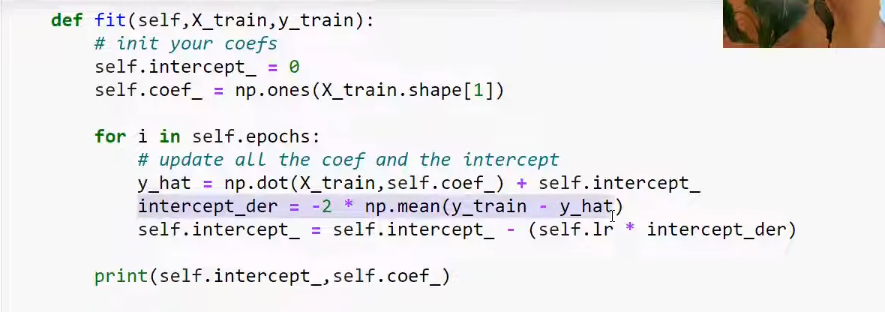 def fit(self,X_train,y_train):
# init your coefs
self.intercept_ = 0
self.coef_ = np.ones(X_train.shape[1])
for i in self.epochs:
# update all the coef and the intercept
y_hat = np.dot(X_train,self.coef_) + self.intercept_
intercept_der = -2 * np.mean(y_train - y_hat)
self.intercept_ = self.intercept_ - (self.lr * intercept_der)
print(self.intercept_,self.coef_)